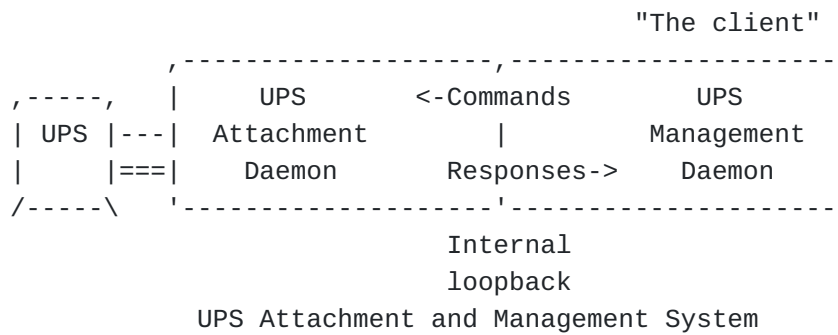 "The client"
,--------------------,---------------------
,-----,   |     UPS      <-Commands        UPS
| UPS |---|  Attachment        |         Management
|     |===|    Daemon       Responses->    Daemon
/-----\   '--------------------'---------------------
Internal
loopback
UPS Attachment and Management System